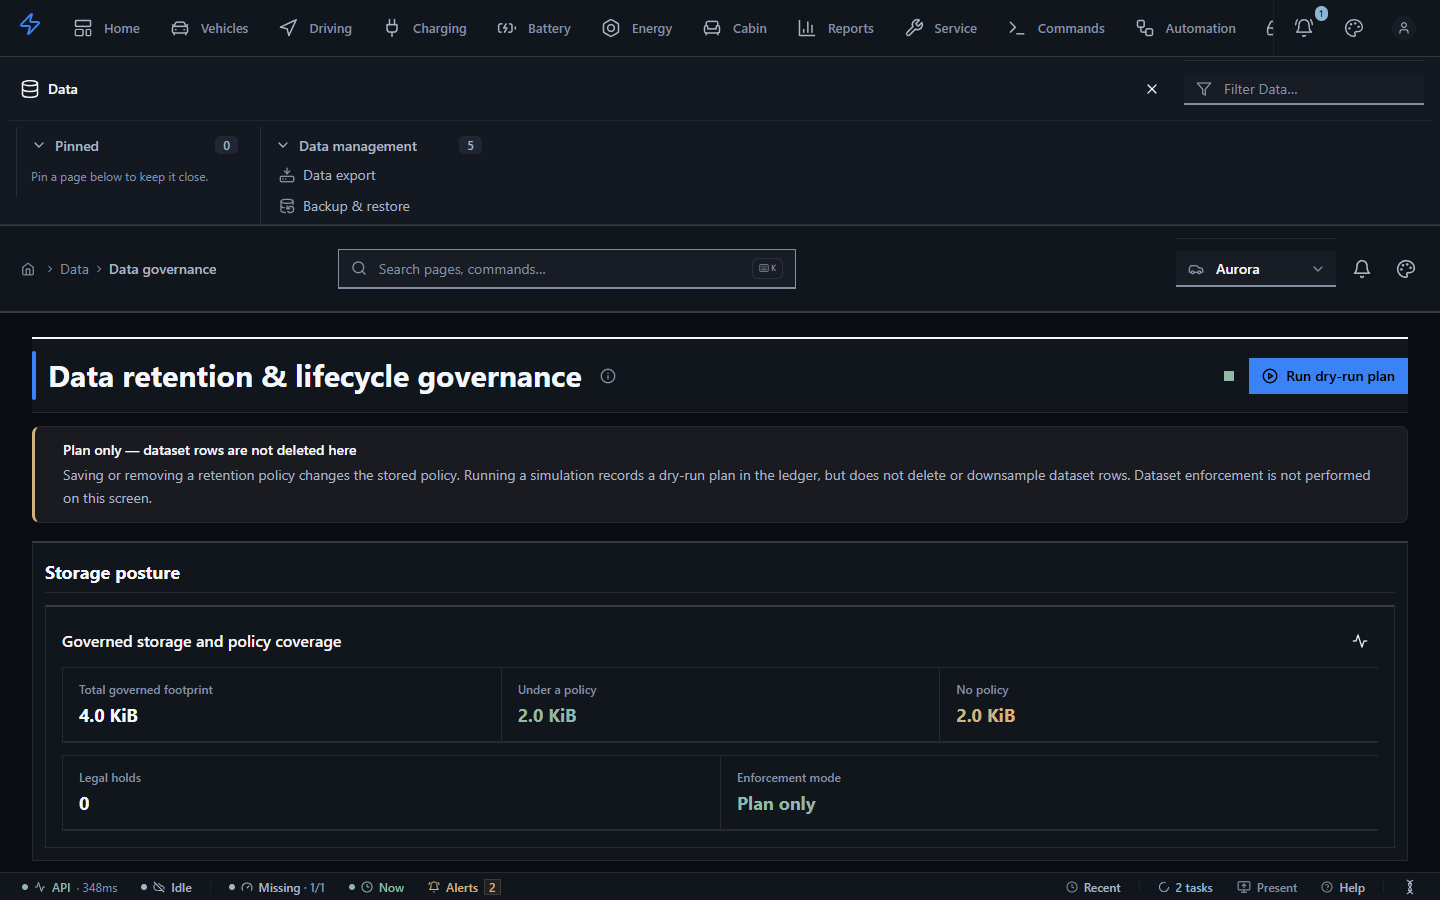 Home
Vehicles
Driving
Charging
Battery
Energy
Cabin
Reports
Service
Commands
Automation
1
Data
Filter Data...
Pinned
0
Pin a page below to keep it close.
Data management
5
Data export
Backup & restore
Data
Data governance
Search pages, commands...
K
Aurora
Data retention & lifecycle governance
Run dry-run plan
Plan only — dataset rows are not deleted here
Saving or removing a retention policy changes the stored policy. Running a simulation records a dry-run plan in the ledger, but does not delete or downsample dataset rows. Dataset enforcement is not performed
on this screen.
Storage posture
Governed storage and policy coverage
Total governed footprint
4.0 KiB
Under a policy
2.0 KiB
No policy
2.0 KiB
Legal holds
0
Enforcement mode
Plan only
API · 348ms
Idle
Missing · 1/1
Now
Alerts 2
Recent
2 tasks
Present
Help